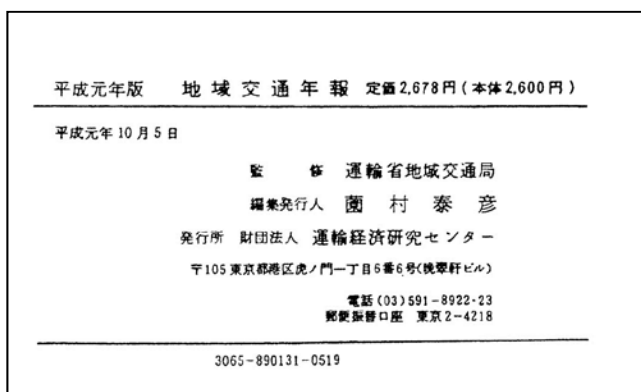 平成元年版 地域交通年報 定価2,678円(本体2,600円)
平成元年10月5日
監修 運輸省地域交通局
編集発行人 薗村泰彦
発行所 財団法人 運輸経済研究センター
〒105 東京都港区虎ノ門一丁目6番6号(晩翠軒ビル)
電話(03)591-8922-23
郵便振替口座 東京2-4218
3065-890131-0519